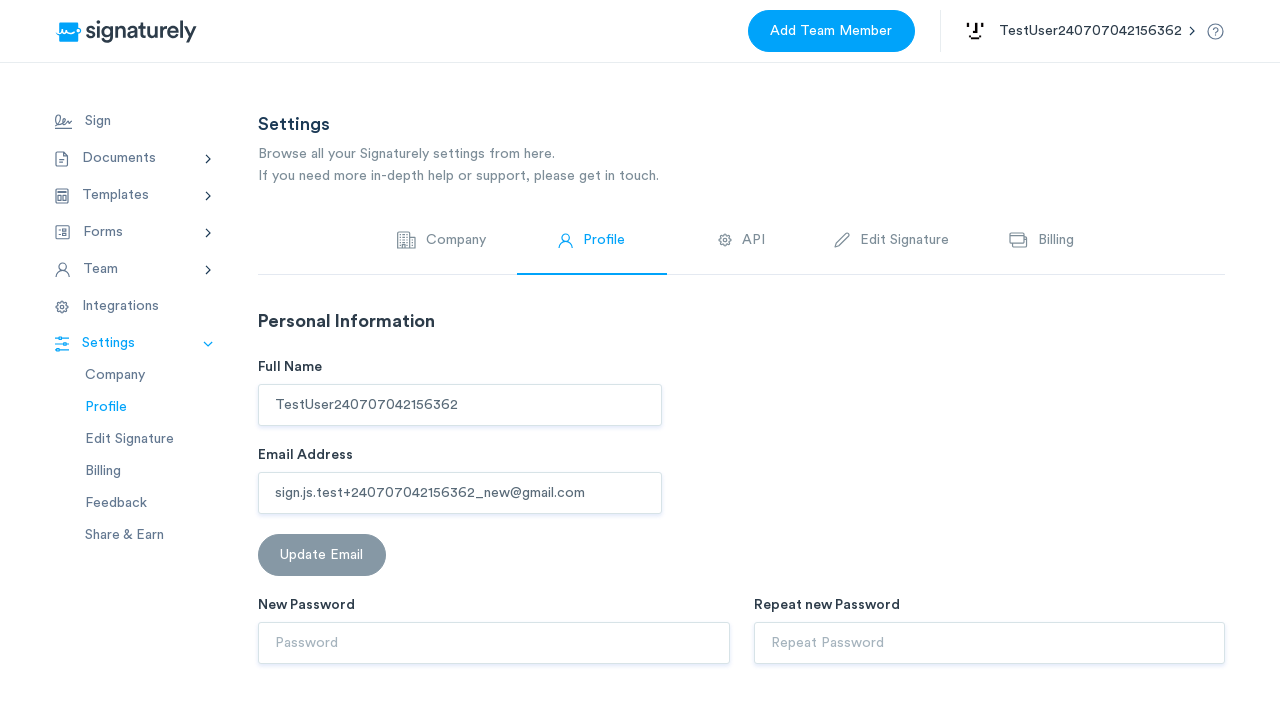 signaturely
Add Team Member
TestUser240707042156362
Sign
Documents
Templates
Forms
Team
Integrations
Settings
Company
Profile
Edit Signature
Billing
Feedback
Share & Earn
Settings
Browse all your Signaturely settings from here.
If you need more in-depth help or support, please get in touch.
Company
Profile
API
Edit Signature
Billing
Personal Information
Full Name
TestUser240707042156362
Email Address
sign.js.test+240707042156362_new@gmail.com
Update Email
New Password
Password
Repeat new Password
Repeat Password